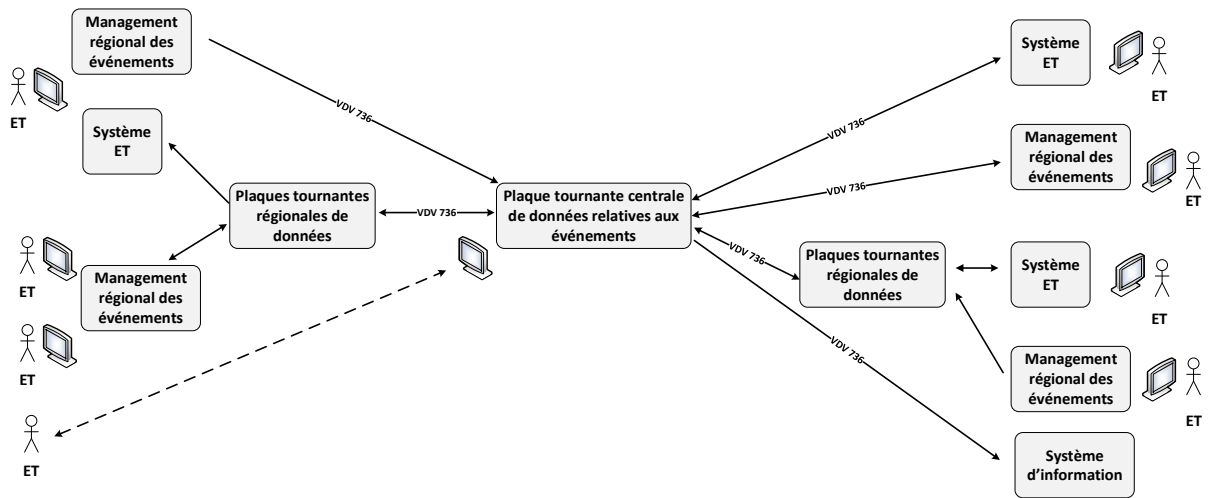 Management
régional des
événements
ET
Système
ET
VDV 736
Plaques tournantes
régionales de
données
VDV 736
Plaque tournante centrale
de données relatives aux
événements
ET
Management
régional des
événements
ET
ET
VDV 736
Système
ET
ET
VDV 736
Management
régional des
événements
ET
VDV 736
Plaques tournantes
régionales de
données
Système
ET
ET
VDV 736
Management
régional des
événements
ET
Système
d’information